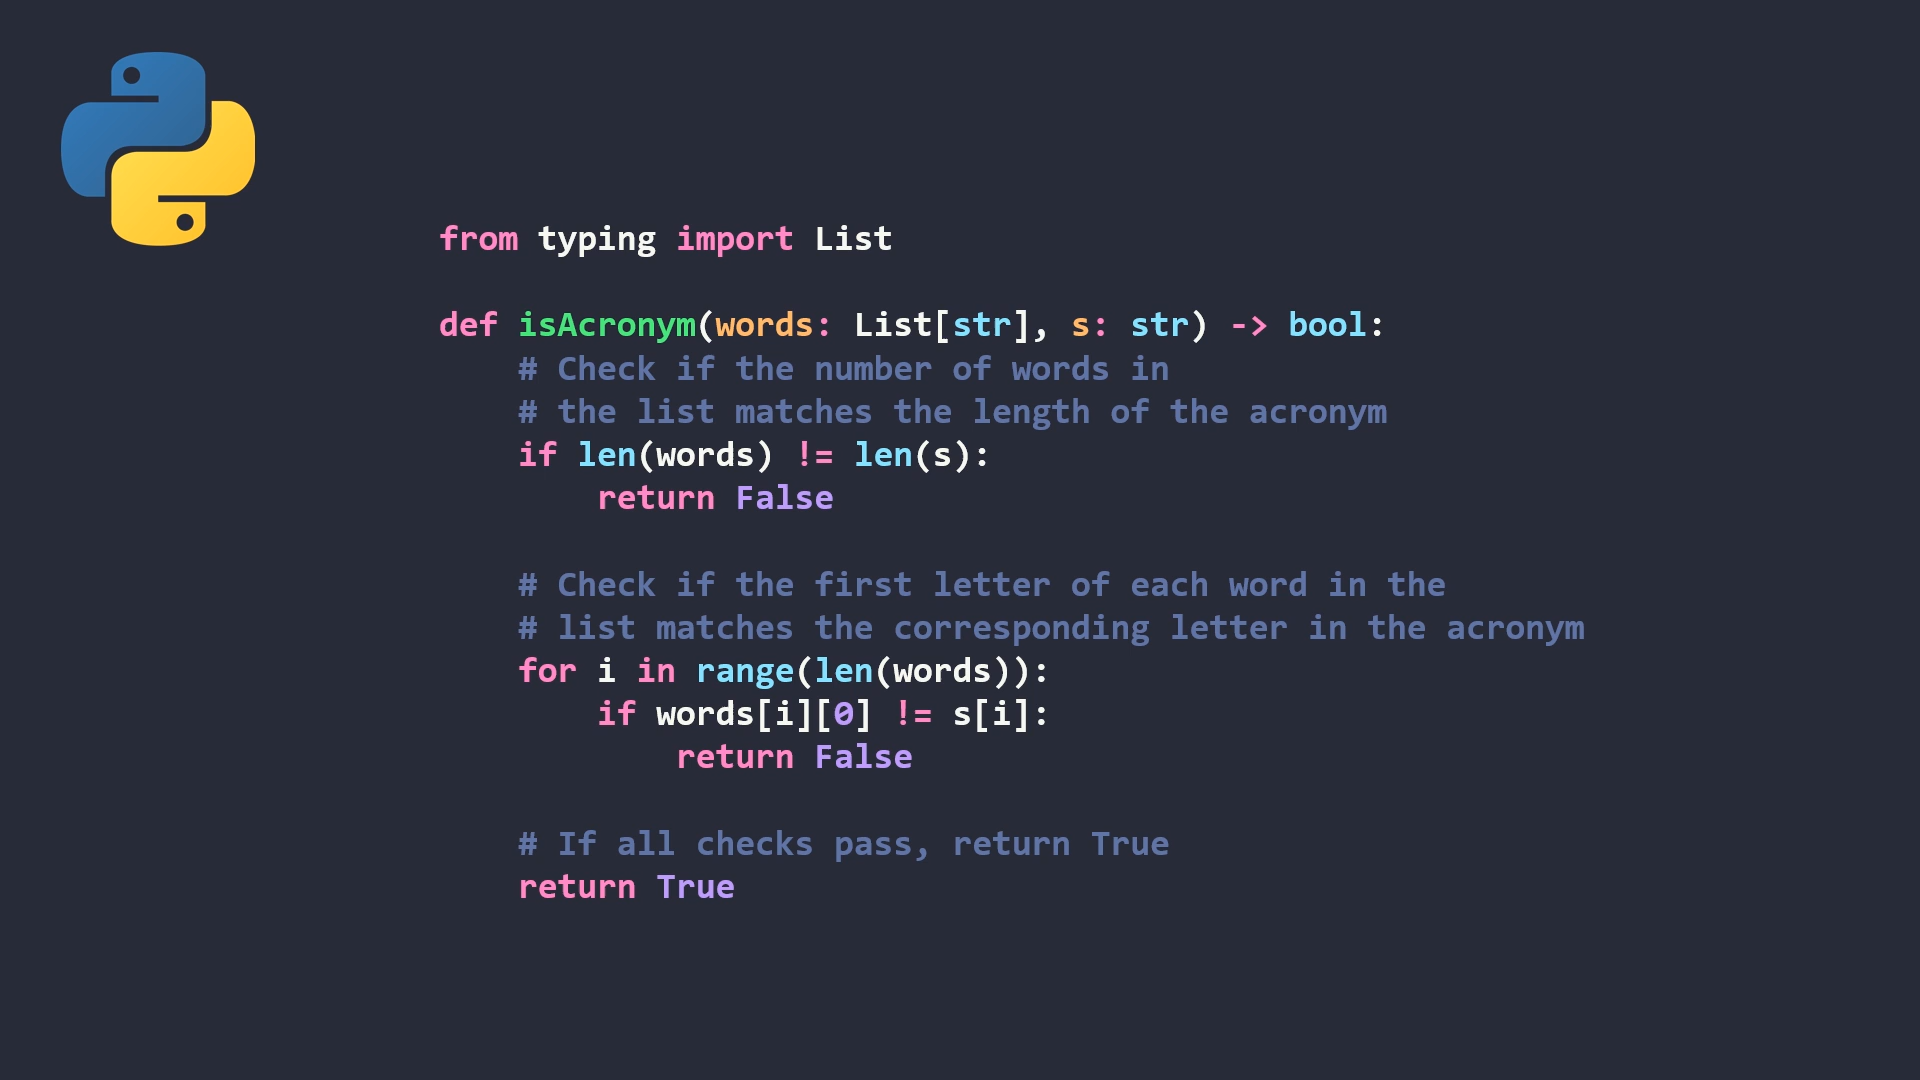 from typing import List
def isAcronym(words: List[str], s: str) -> bool:
    # Check if the number of words in
    # the list matches the length of the acronym
    if len(words) != len(s):
        return False
    # Check if the first letter of each word in the
    # list matches the corresponding letter in the acronym
    for i in range(len(words)):
        if words[i][0] != s[i]:
            return False
    # If all checks pass, return True
    return True